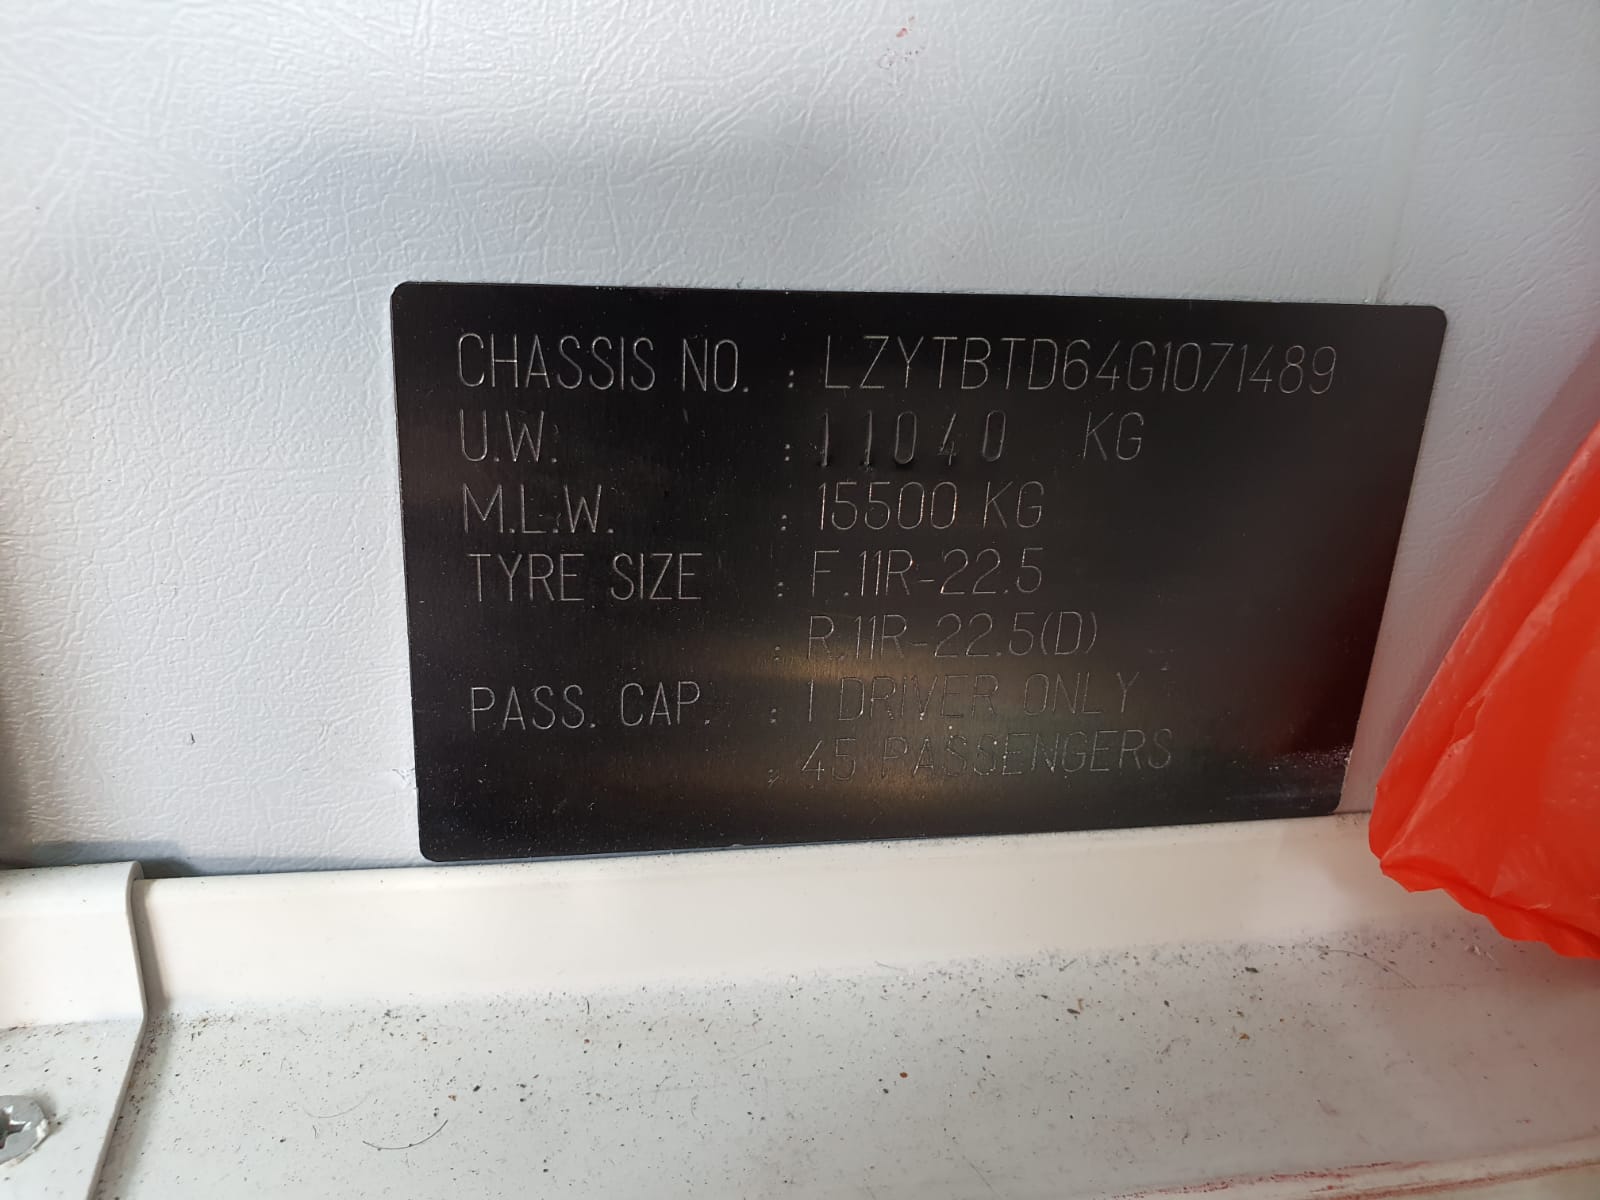 CHASSIS NO. : LZYTBTD64G1071489
U.W. : 11040 KG
M.L.W. : 15500 KG
TYRE SIZE : F.11R-22.5
: R.11R-22.5(D)
PASS. CAP. : 1 DRIVER ONLY
: 45 PASSENGERS